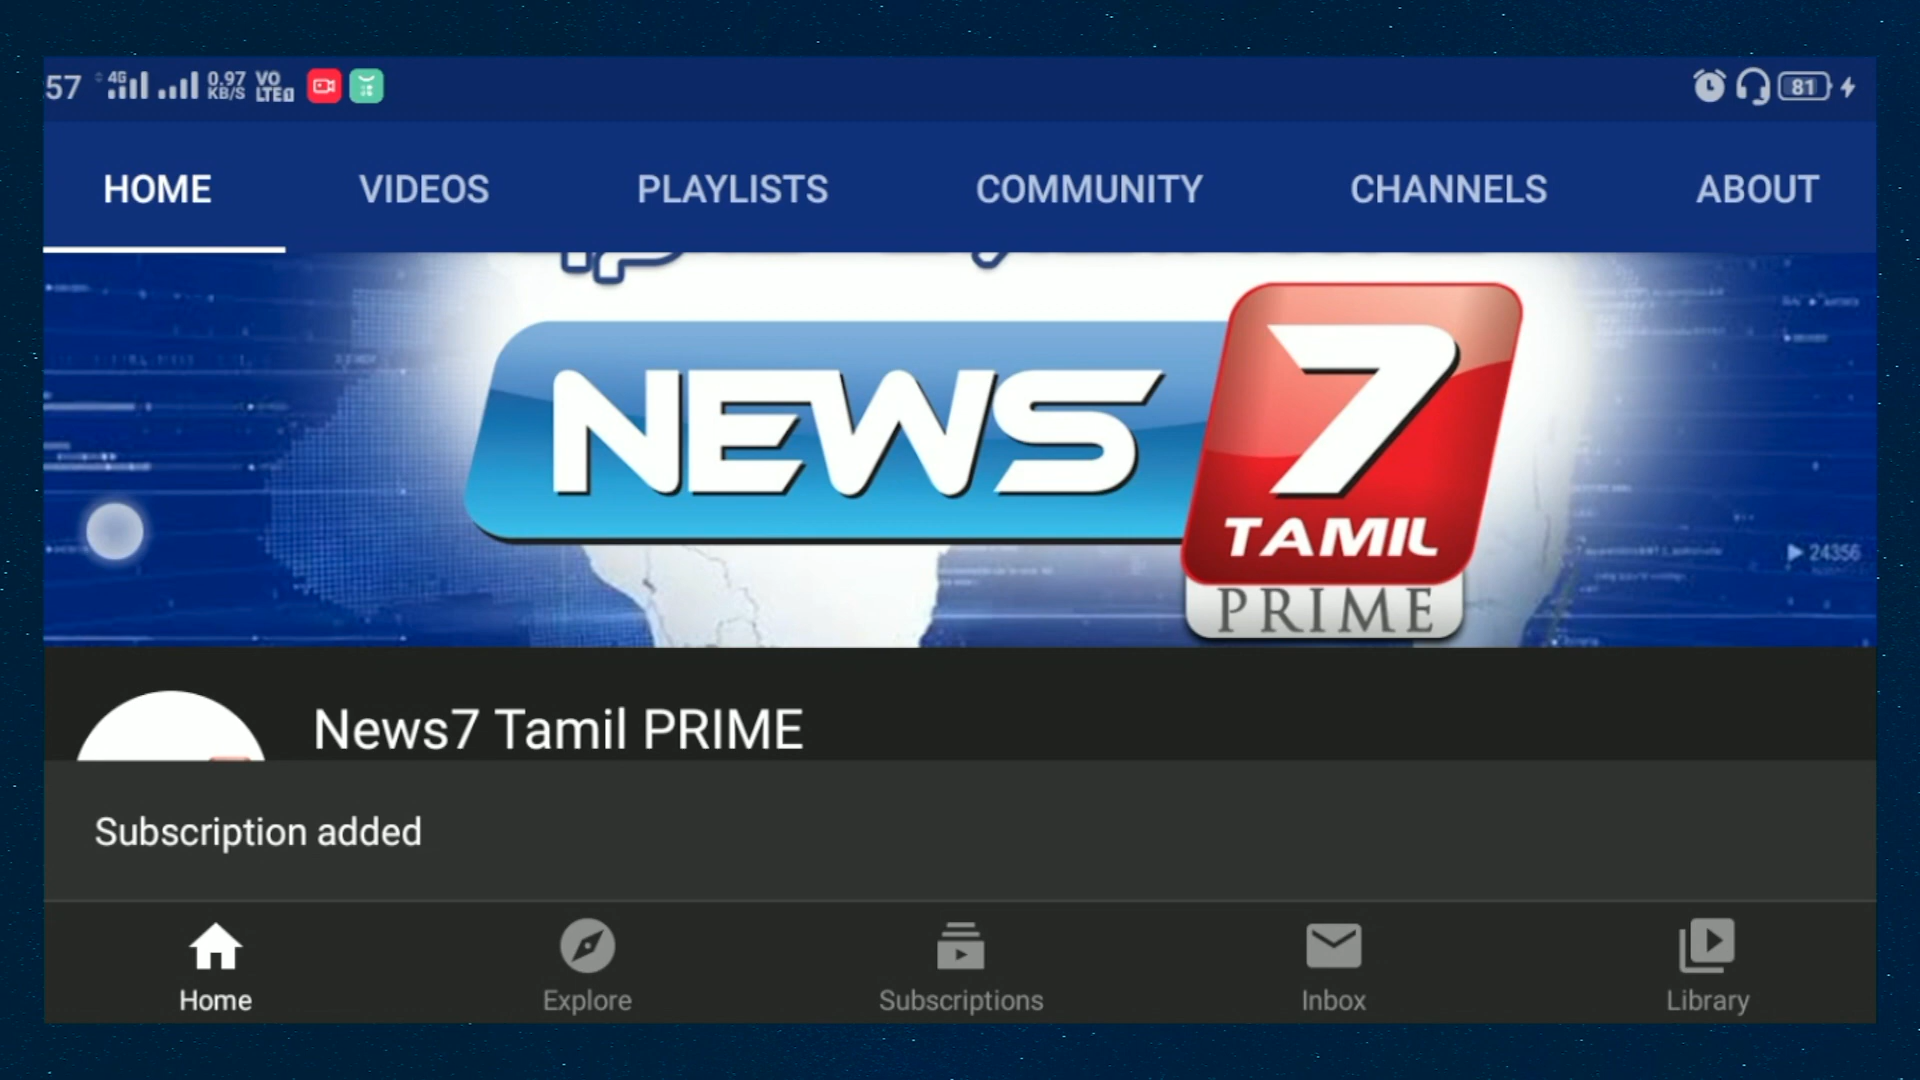 57 4G 0.97 KB/S VO LTE 81
HOME VIDEOS PLAYLISTS COMMUNITY CHANNELS ABOUT
NEWS 7
TAMIL
PRIME
24356
News7 Tamil PRIME
Subscription added
Home Explore Subscriptions Inbox Library